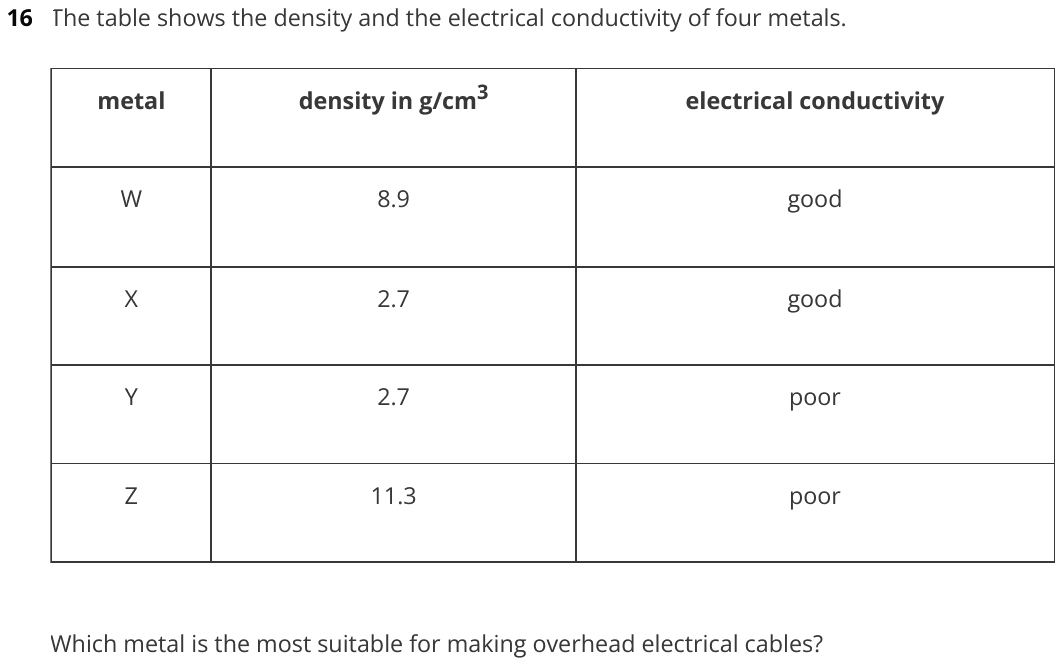 16 The table shows the density and the electrical conductivity of four metals.
metal density in g/cm³ electrical conductivity
W 8.9 good
X 2.7 good
Y 2.7 poor
Z 11.3 poor
Which metal is the most suitable for making overhead electrical cables?